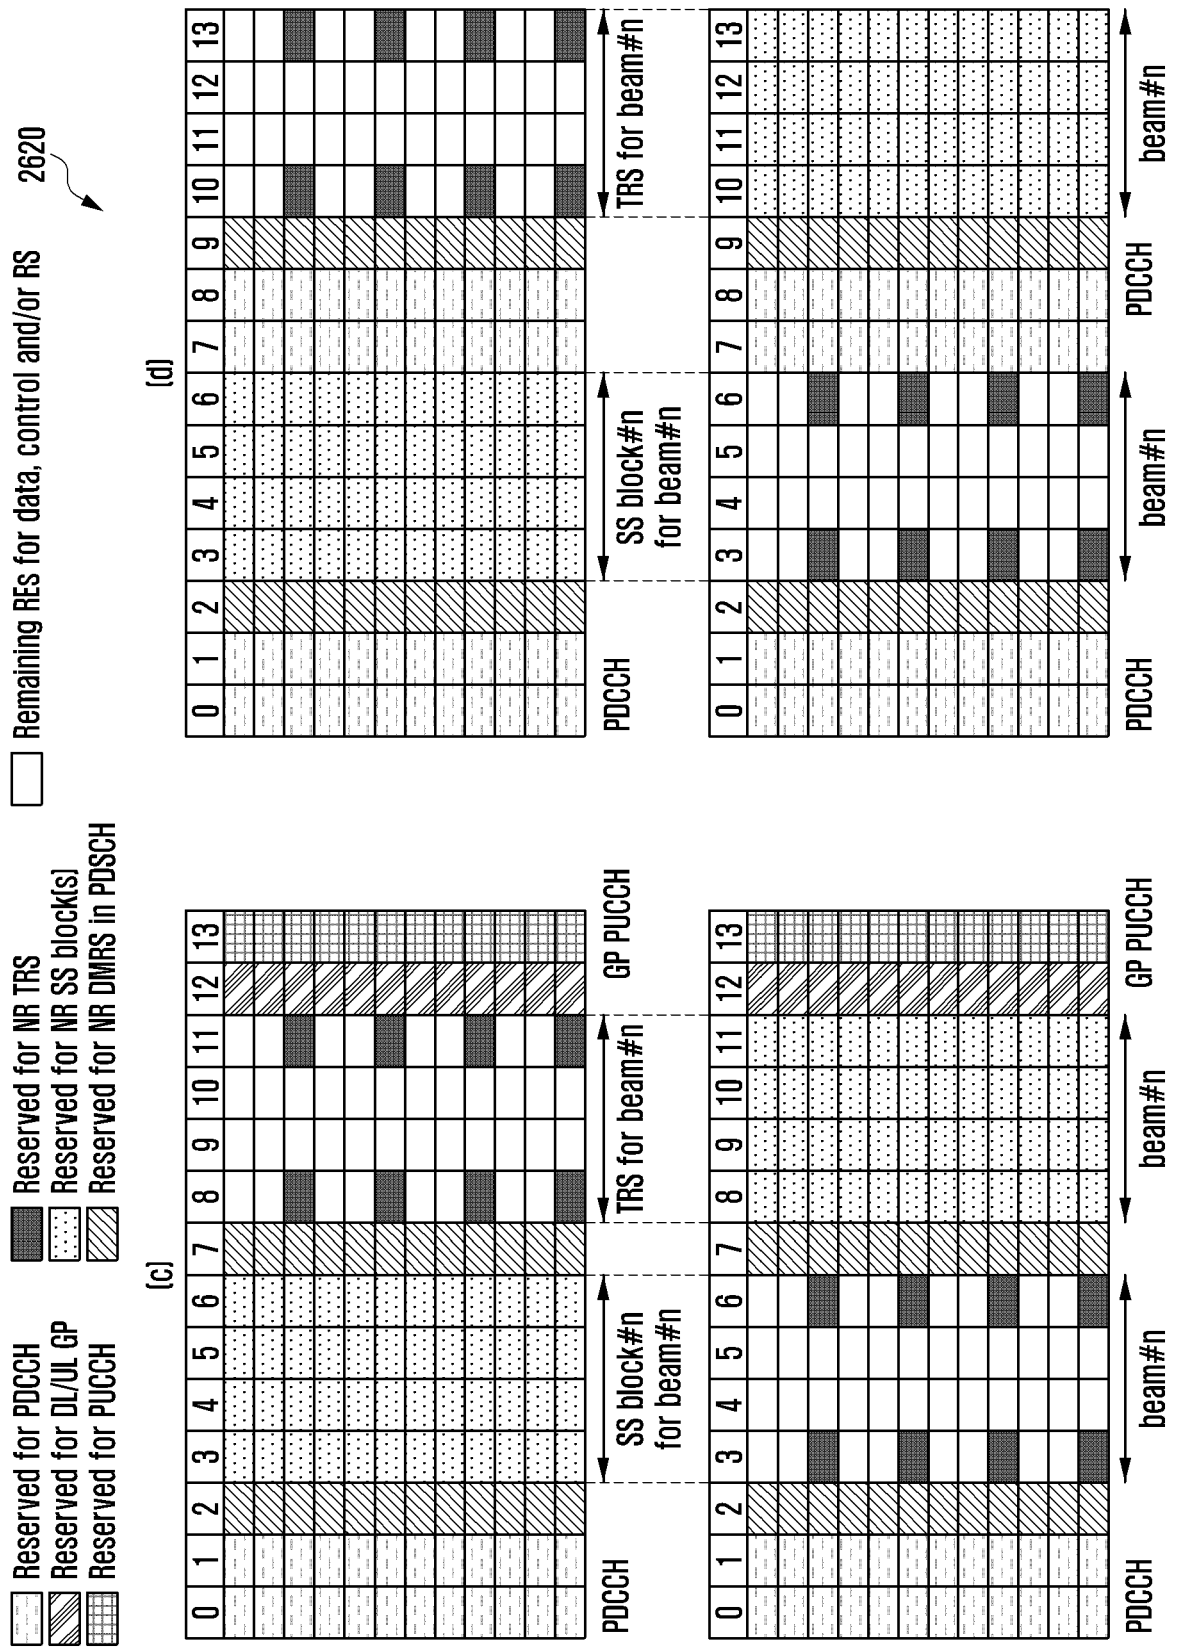 Reserved for PDCCH
Reserved for DL/UL GP
Reserved for PUCCH
Reserved for NR TRS
Reserved for NR SS block(s)
Reserved for NR DMRS in PDSCH
Remaining REs for data, control and/or RS
2620
(c)
0 1 2 3 4 5 6 7 8 9 10 11 12 13
PDCCH
SS block#n
for beam#n
TRS for beam#n
GP PUCCH
0 1 2 3 4 5 6 7 8 9 10 11 12 13
PDCCH
beam#n
beam#n
GP PUCCH
(d)
0 1 2 3 4 5 6 7 8 9 10 11 12 13
PDCCH
SS block#n
for beam#n
TRS for beam#n
0 1 2 3 4 5 6 7 8 9 10 11 12 13
PDCCH
beam#n
PDCCH
beam#n